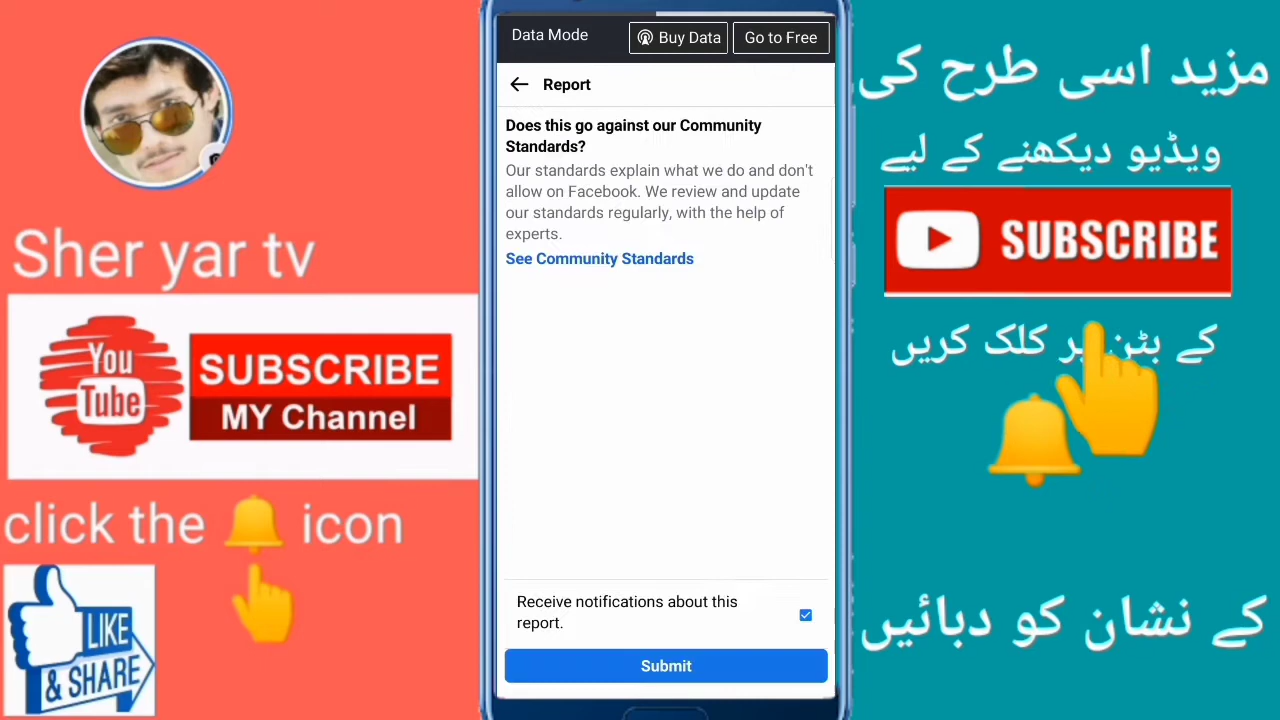 Sher yar tv
You
Tube
SUBSCRIBE
MY Channel
click the icon
LIKE
& SHARE
Data Mode
Buy Data
Go to Free
Report
Does this go against our Community
Standards?
Our standards explain what we do and don't
allow on Facebook. We review and update
our standards regularly, with the help of
experts.
See Community Standards
Receive notifications about this
report.
Submit
مزید اسی طرح کی
ویڈیو دیکھنے کے لیے
SUBSCRIBE
کے بٹن پر کلک کریں
کے نشان کو دبائیں